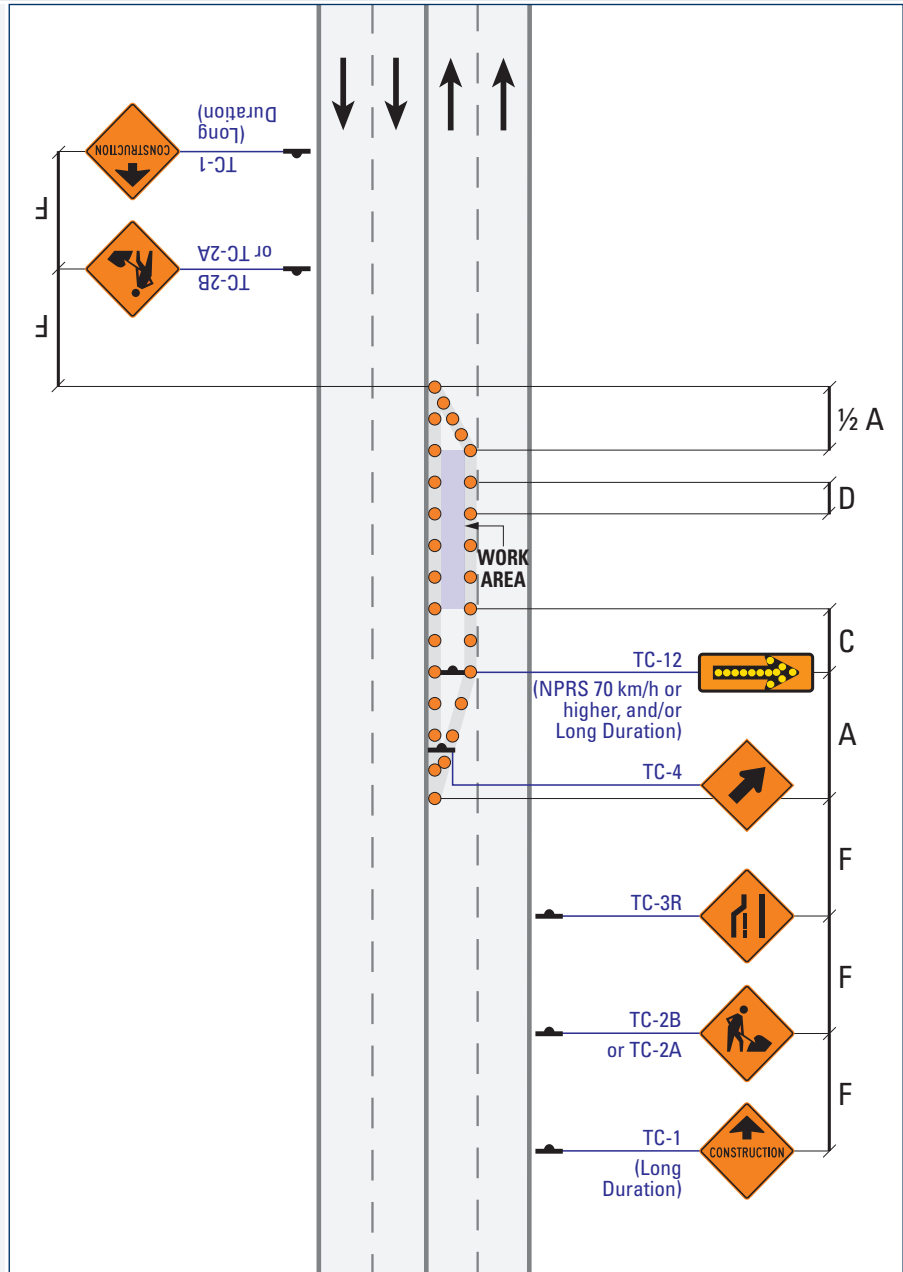 TC-1
(Long
Duration)
CONSTRUCTION
F
TC-2B
or TC-2A
F
½ A
D
WORK
AREA
C
TC-12
(NPRS 70 km/h or
higher, and/or
Long Duration)
A
TC-4
F
TC-3R
F
TC-2B
or TC-2A
F
TC-1
(Long
Duration)
CONSTRUCTION